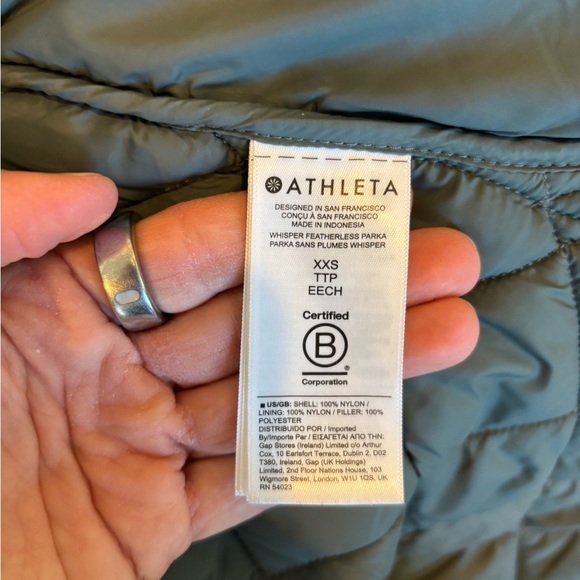 ATHLETA
DESIGNED IN SAN FRANCISCO
CONÇU À SAN FRANCISCO
MADE IN INDONESIA
WHISPER FEATHERLESS PARKA
PARKA SANS PLUMES WHISPER
XXS
TTP
EECH
Certified
B®
Corporation
■ US/GB: SHELL: 100% NYLON /
LINING: 100% NYLON / FILLER: 100%
POLYESTER
DISTRIBUIDO POR / Imported
By/Importe Par / ΕΙΣΑΓΕΤΑΙ ΑΠΟ ΤΗΝ:
Gap Stores (Ireland) Limited c/o Arthur
Cox, 10 Earlsfort Terrace, Dublin 2, D02
T380, Ireland, Gap (UK Holdings)
Limited, 2nd Floor Nations House, 103
Wigmore Street, London, W1U 1QS, UK
RN 54023